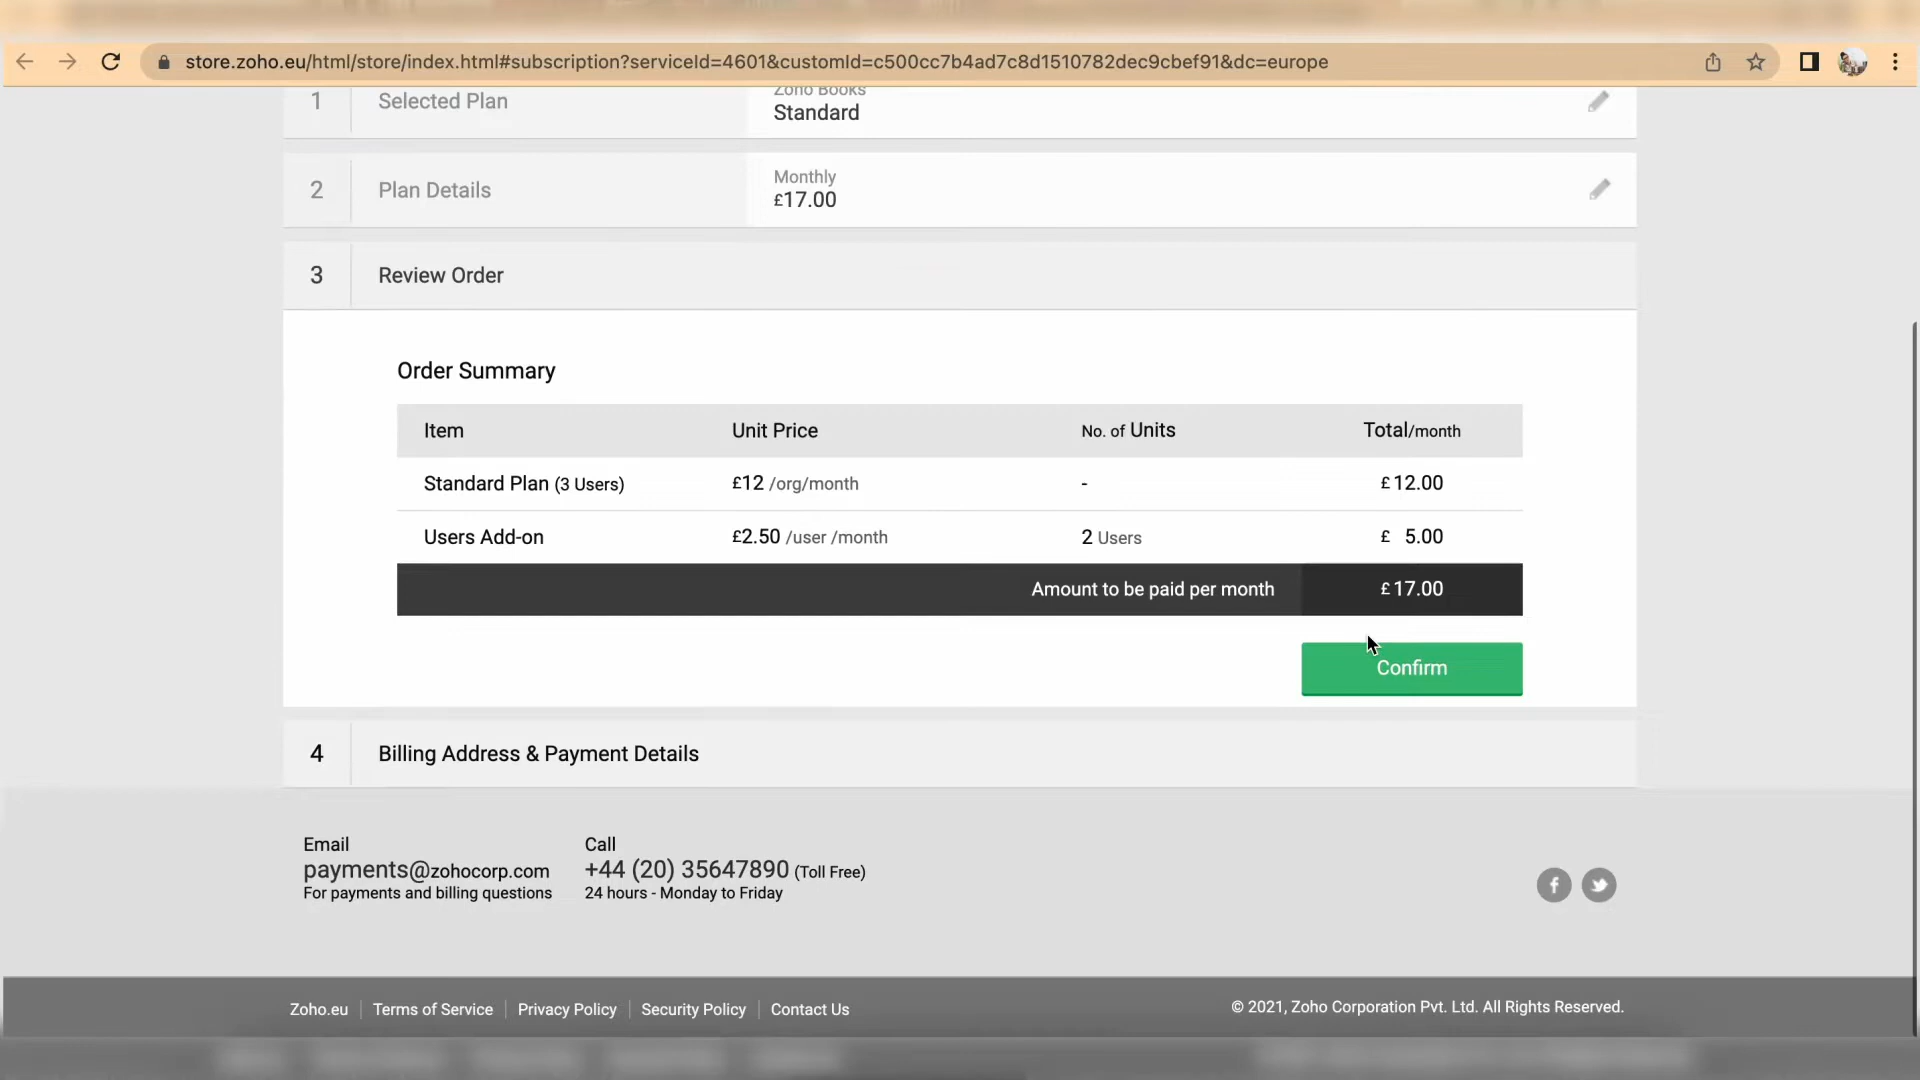 store.zoho.eu/html/store/index.html#subscription?serviceId=4601&customId=c500cc7b4ad7c8d1510782dec9cbef91&dc=europe
1 Selected Plan Zoho Books
Standard
2 Plan Details Monthly
£17.00
3 Review Order
Order Summary
Item Unit Price No. of Units Total/month
Standard Plan (3 Users) £12 /org/month - £12.00
Users Add-on £2.50 /user /month 2 Users £ 5.00
Amount to be paid per month £17.00
Confirm
4 Billing Address & Payment Details
Email Call
payments@zohocorp.com +44 (20) 35647890 (Toll Free)
For payments and billing questions 24 hours - Monday to Friday
Zoho.eu Terms of Service Privacy Policy Security Policy Contact Us © 2021, Zoho Corporation Pvt. Ltd. All Rights Reserved.